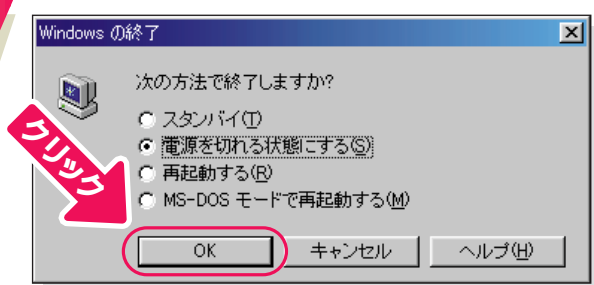 Windows の終了
次の方法で終了しますか?
スタンバイ(T)
電源を切れる状態にする(S)
再起動する(R)
MS-DOS モードで再起動する(M)
クリック
OK キャンセル ヘルプ(H)